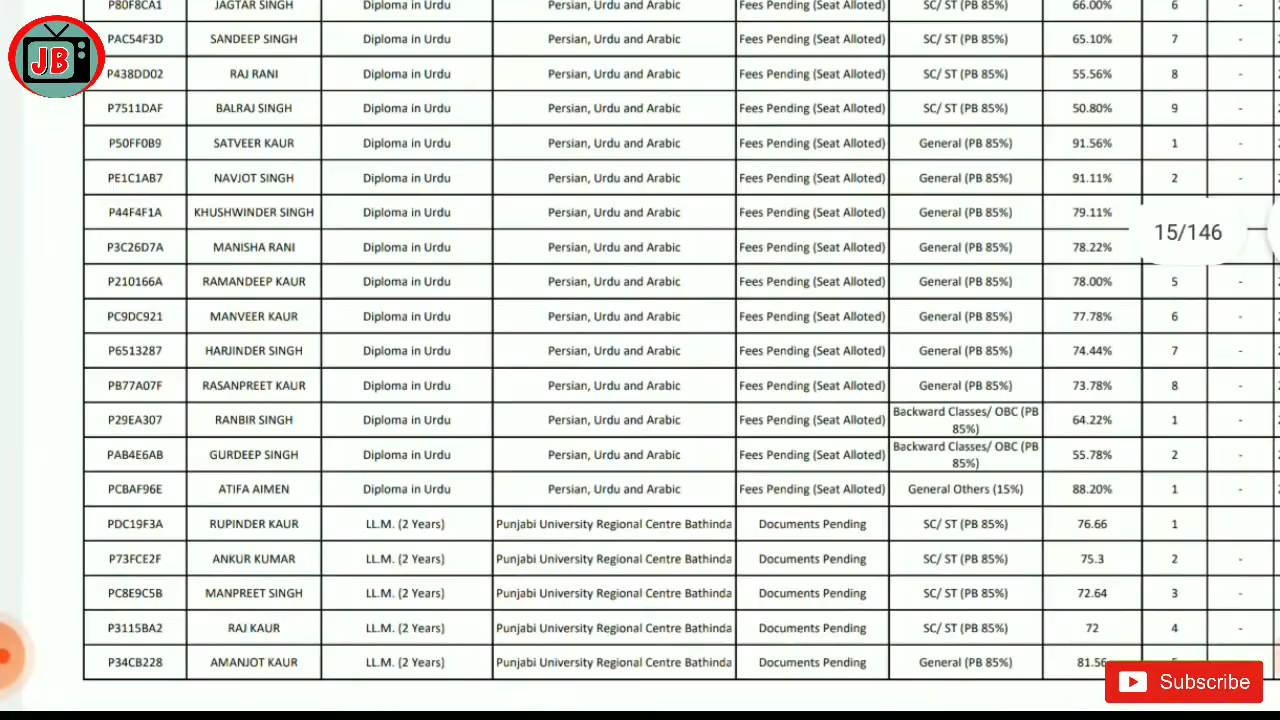 P80F8CA1 JAGTAR SINGH Diploma in Urdu Persian, Urdu and Arabic Fees Pending (Seat Alloted) SC/ ST (PB 85%) 66.00% 6 -
JB
PAC54F3D SANDEEP SINGH Diploma in Urdu Persian, Urdu and Arabic Fees Pending (Seat Alloted) SC/ ST (PB 85%) 65.10% 7 -
P438DD02 RAJ RANI Diploma in Urdu Persian, Urdu and Arabic Fees Pending (Seat Alloted) SC/ ST (PB 85%) 55.56% 8 -
P7511DAF BALRAJ SINGH Diploma in Urdu Persian, Urdu and Arabic Fees Pending (Seat Alloted) SC/ ST (PB 85%) 50.80% 9 -
P50FF0B9 SATVEER KAUR Diploma in Urdu Persian, Urdu and Arabic Fees Pending (Seat Alloted) General (PB 85%) 91.56% 1 -
PE1C1AB7 NAVJOT SINGH Diploma in Urdu Persian, Urdu and Arabic Fees Pending (Seat Alloted) General (PB 85%) 91.11% 2 -
P44F4F1A KHUSHWINDER SINGH Diploma in Urdu Persian, Urdu and Arabic Fees Pending (Seat Alloted) General (PB 85%) 79.11%
15/146
P3C26D7A MANISHA RANI Diploma in Urdu Persian, Urdu and Arabic Fees Pending (Seat Alloted) General (PB 85%) 78.22%
P210166A RAMANDEEP KAUR Diploma in Urdu Persian, Urdu and Arabic Fees Pending (Seat Alloted) General (PB 85%) 78.00% 5 -
PC9DC921 MANVEER KAUR Diploma in Urdu Persian, Urdu and Arabic Fees Pending (Seat Alloted) General (PB 85%) 77.78% 6 -
P6513287 HARJINDER SINGH Diploma in Urdu Persian, Urdu and Arabic Fees Pending (Seat Alloted) General (PB 85%) 74.44% 7 -
PB77A07F RASANPREET KAUR Diploma in Urdu Persian, Urdu and Arabic Fees Pending (Seat Alloted) General (PB 85%) 73.78% 8 -
P29EA307 RANBIR SINGH Diploma in Urdu Persian, Urdu and Arabic Fees Pending (Seat Alloted) Backward Classes/ OBC (PB 85%) 64.22% 1 -
PAB4E6AB GURDEEP SINGH Diploma in Urdu Persian, Urdu and Arabic Fees Pending (Seat Alloted) Backward Classes/ OBC (PB 85%) 55.78% 2 -
PCBAF96E ATIFA AIMEN Diploma in Urdu Persian, Urdu and Arabic Fees Pending (Seat Alloted) General Others (15%) 88.20% 1 -
PDC19F3A RUPINDER KAUR LL.M. (2 Years) Punjabi University Regional Centre Bathinda Documents Pending SC/ ST (PB 85%) 76.66 1
P73FCE2F ANKUR KUMAR LL.M. (2 Years) Punjabi University Regional Centre Bathinda Documents Pending SC/ ST (PB 85%) 75.3 2 -
PC8E9C5B MANPREET SINGH LL.M. (2 Years) Punjabi University Regional Centre Bathinda Documents Pending SC/ ST (PB 85%) 72.64 3 -
P3115BA2 RAJ KAUR LL.M. (2 Years) Punjabi University Regional Centre Bathinda Documents Pending SC/ ST (PB 85%) 72 4 -
P34CB228 AMANJOT KAUR LL.M. (2 Years) Punjabi University Regional Centre Bathinda Documents Pending General (PB 85%) 81.56
Subscribe